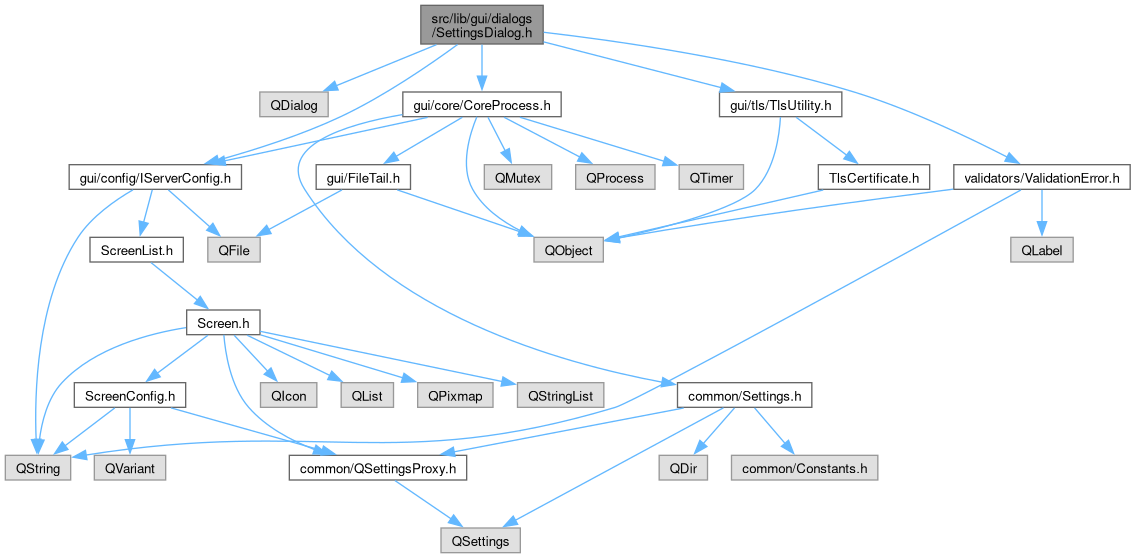 src/lib/gui/dialogs
/SettingsDialog.h
QDialog
gui/core/CoreProcess.h
gui/tls/TlsUtility.h
gui/config/IServerConfig.h
gui/FileTail.h
QMutex
QProcess
QTimer
TlsCertificate.h
validators/ValidationError.h
ScreenList.h
QFile
QObject
QLabel
Screen.h
ScreenConfig.h
QIcon
QList
QPixmap
QStringList
common/Settings.h
QString
QVariant
common/QSettingsProxy.h
QDir
common/Constants.h
QSettings